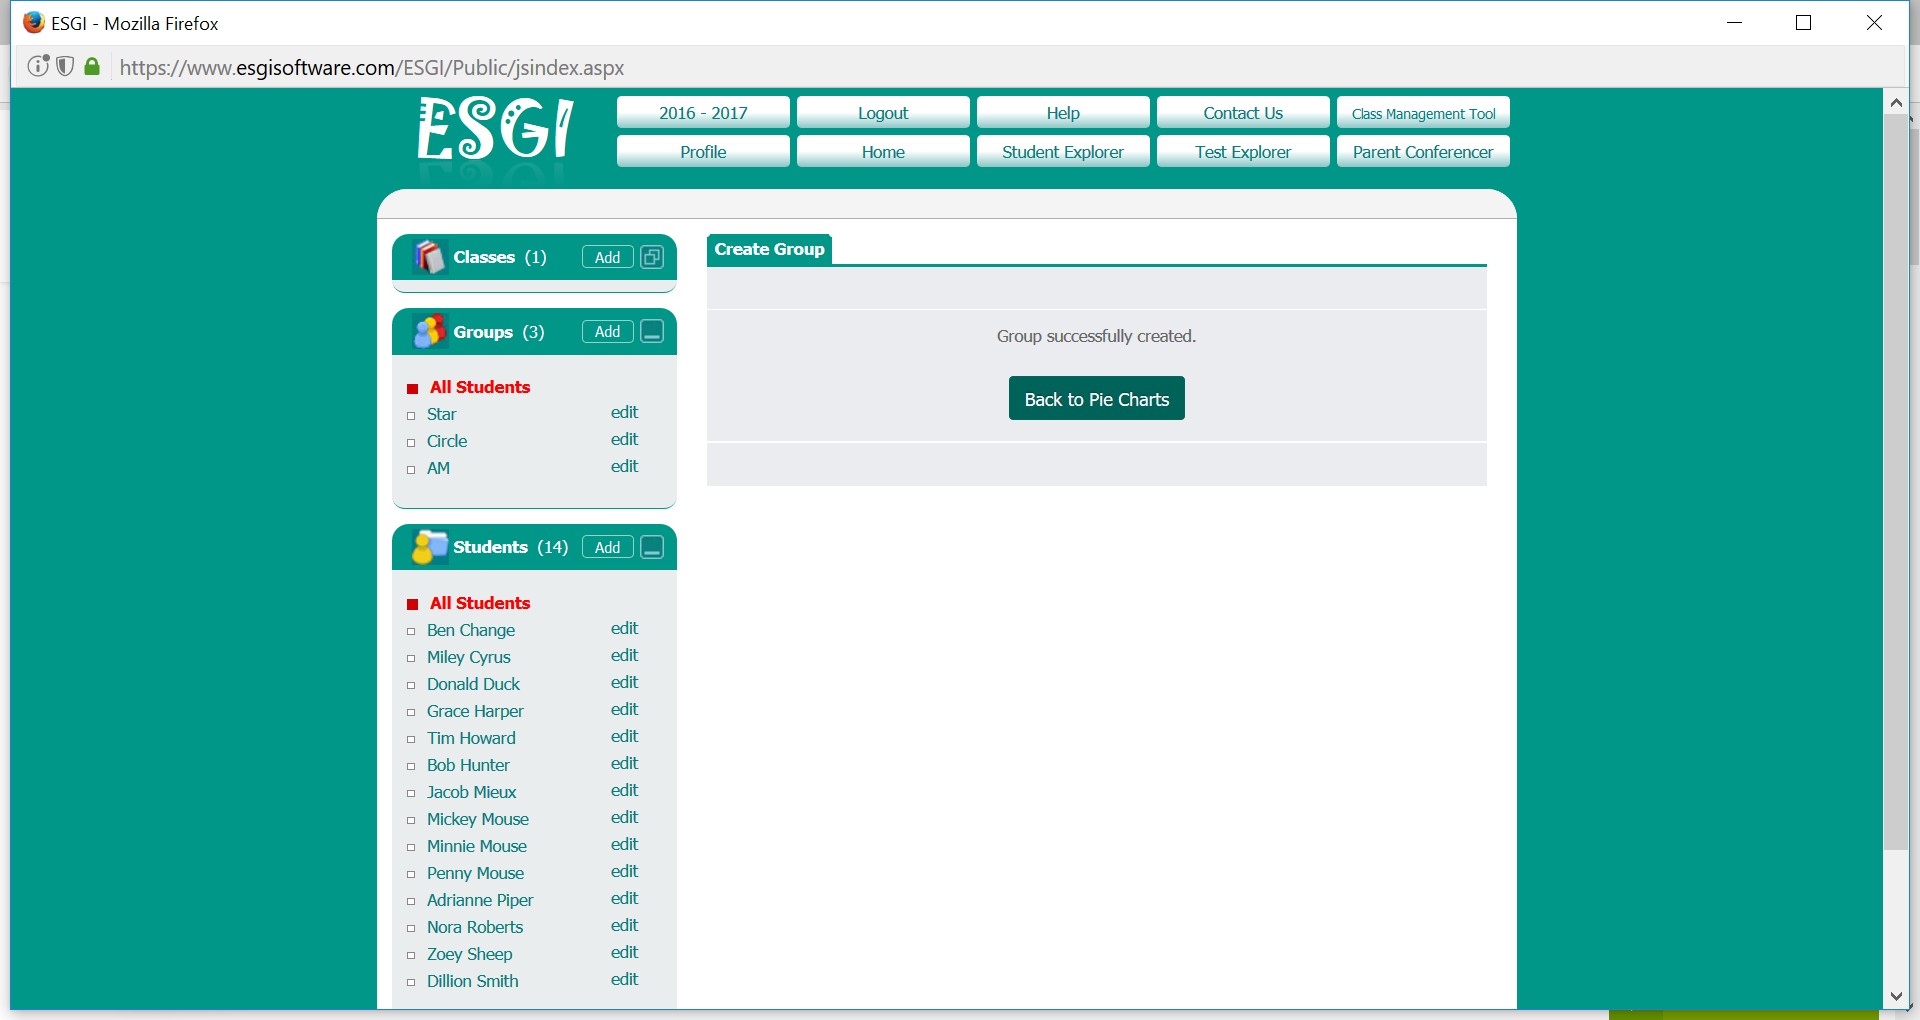 ESGI - Mozilla Firefox
https://www.esgisoftware.com/ESGI/Public/jsindex.aspx
ESGI
2016 - 2017 Logout Help Contact Us Class Management Tool
Profile Home Student Explorer Test Explorer Parent Conferencer
Classes (1) Add
Groups (3) Add
All Students
Star edit
Circle edit
AM edit
Students (14) Add
All Students
Ben Change edit
Miley Cyrus edit
Donald Duck edit
Grace Harper edit
Tim Howard edit
Bob Hunter edit
Jacob Mieux edit
Mickey Mouse edit
Minnie Mouse edit
Penny Mouse edit
Adrianne Piper edit
Nora Roberts edit
Zoey Sheep edit
Dillion Smith edit
Create Group
Group successfully created.
Back to Pie Charts